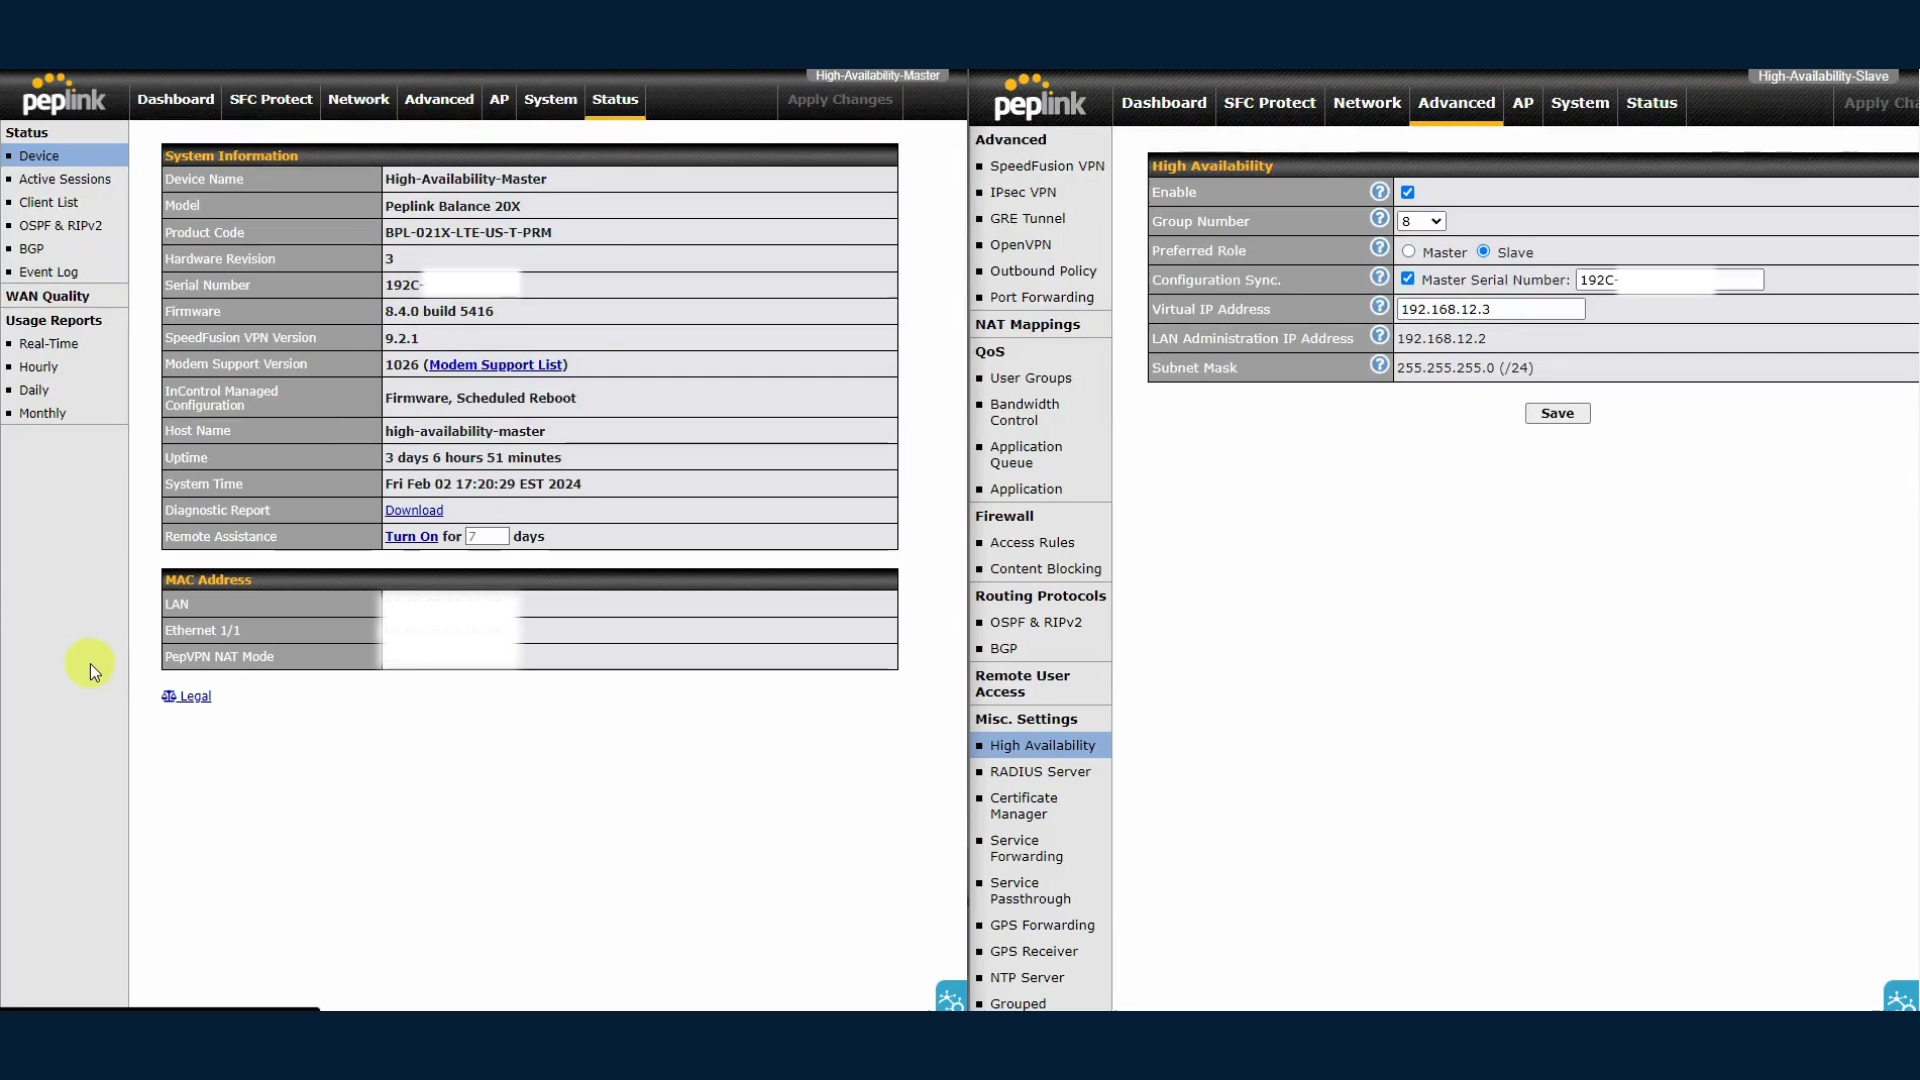 High-Availability-Master
peplink
Dashboard
SFC Protect
Network
Advanced
AP
System
Status
Apply Changes
Status
Device
Active Sessions
Client List
OSPF & RIPv2
BGP
Event Log
WAN Quality
Usage Reports
Real-Time
Hourly
Daily
Monthly
System Information
Device Name High-Availability-Master
Model Peplink Balance 20X
Product Code BPL-021X-LTE-US-T-PRM
Hardware Revision 3
Serial Number 192C-
Firmware 8.4.0 build 5416
SpeedFusion VPN Version 9.2.1
Modem Support Version 1026 (Modem Support List)
InControl Managed
Configuration
Firmware, Scheduled Reboot
Host Name high-availability-master
Uptime 3 days 6 hours 51 minutes
System Time Fri Feb 02 17:20:29 EST 2024
Diagnostic Report Download
Remote Assistance Turn On for 7 days
MAC Address
LAN
Ethernet 1/1
PepVPN NAT Mode
Legal
High-Availability-Slave
peplink
Dashboard
SFC Protect
Network
Advanced
AP
System
Status
Apply Cha
Advanced
SpeedFusion VPN
IPsec VPN
GRE Tunnel
OpenVPN
Outbound Policy
Port Forwarding
NAT Mappings
QoS
User Groups
Bandwidth
Control
Application
Queue
Application
Firewall
Access Rules
Content Blocking
Routing Protocols
OSPF & RIPv2
BGP
Remote User
Access
Misc. Settings
High Availability
RADIUS Server
Certificate
Manager
Service
Forwarding
Service
Passthrough
GPS Forwarding
GPS Receiver
NTP Server
Grouped
High Availability
Enable ?
Group Number ? 8
Preferred Role ? Master Slave
Configuration Sync. ? Master Serial Number: 192C-
Virtual IP Address ? 192.168.12.3
LAN Administration IP Address ? 192.168.12.2
Subnet Mask ? 255.255.255.0 (/24)
Save